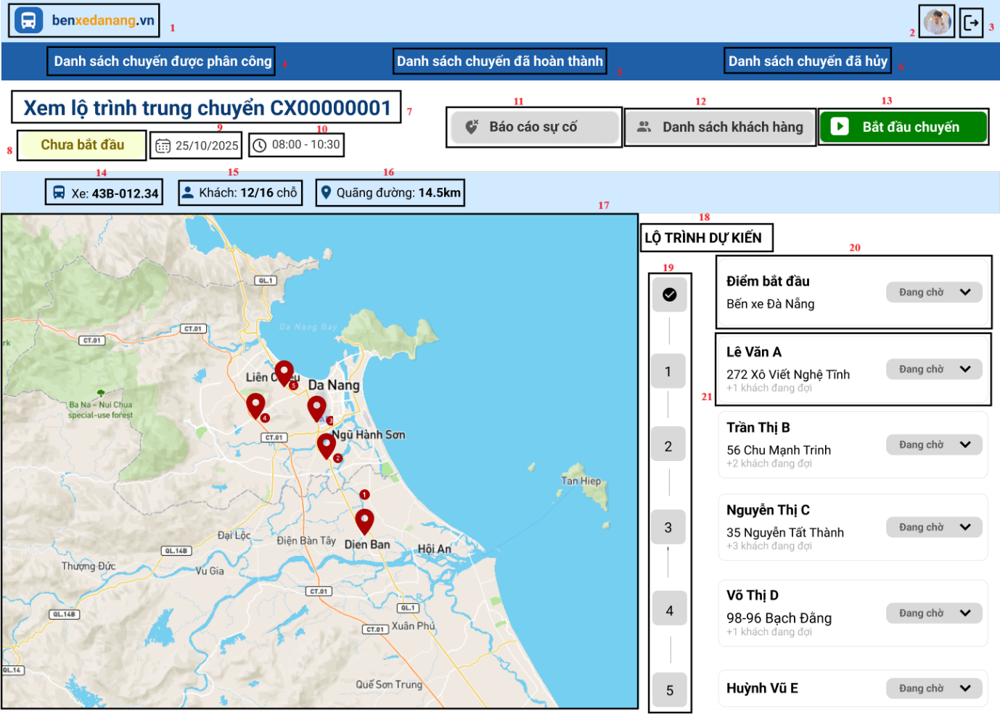 benxedanang.vn
1
2
3
Danh sách chuyến được phân công
4
Danh sách chuyến đã hoàn thành
5
Danh sách chuyến đã hủy
6
Xem lộ trình trung chuyển CX00000001
7
11
Báo cáo sự cố
12
Danh sách khách hàng
13
Bắt đầu chuyến
8
Chưa bắt đầu
9
25/10/2025
10
08:00 - 10:30
14
Xe: 43B-012.34
15
Khách: 12/16 chỗ
16
Quãng đường: 14.5km
17
QL.1
Da Nang Bay
CT.01
CT.01
rk
Liên Chiểu
5
Da Nang
Ba Na – Nui Chua
special-use forest
4
3
CT.01
Ngũ Hành Sơn
2
Tan Hiep
1
Đại Lộc
Điện Bàn Tây
Dien Ban
Hội An
QL.14B
Thượng Đức
Vu Gia
CT.01
QL.14B
QL.1
CT.01
Xuân Phú
QL.14
Quế Sơn Trung
18
LỘ TRÌNH DỰ KIẾN
19
20
Điểm bắt đầu
Bến xe Đà Nẵng
Đang chờ
21
1
Lê Văn A
272 Xô Viết Nghệ Tĩnh
+1 khách đang đợi
Đang chờ
2
Trần Thị B
56 Chu Mạnh Trinh
+2 khách đang đợi
Đang chờ
3
Nguyễn Thị C
35 Nguyễn Tất Thành
+3 khách đang đợi
Đang chờ
4
Võ Thị D
98-96 Bạch Đằng
+1 khách đang đợi
Đang chờ
5
Huỳnh Vũ E
Đang chờ